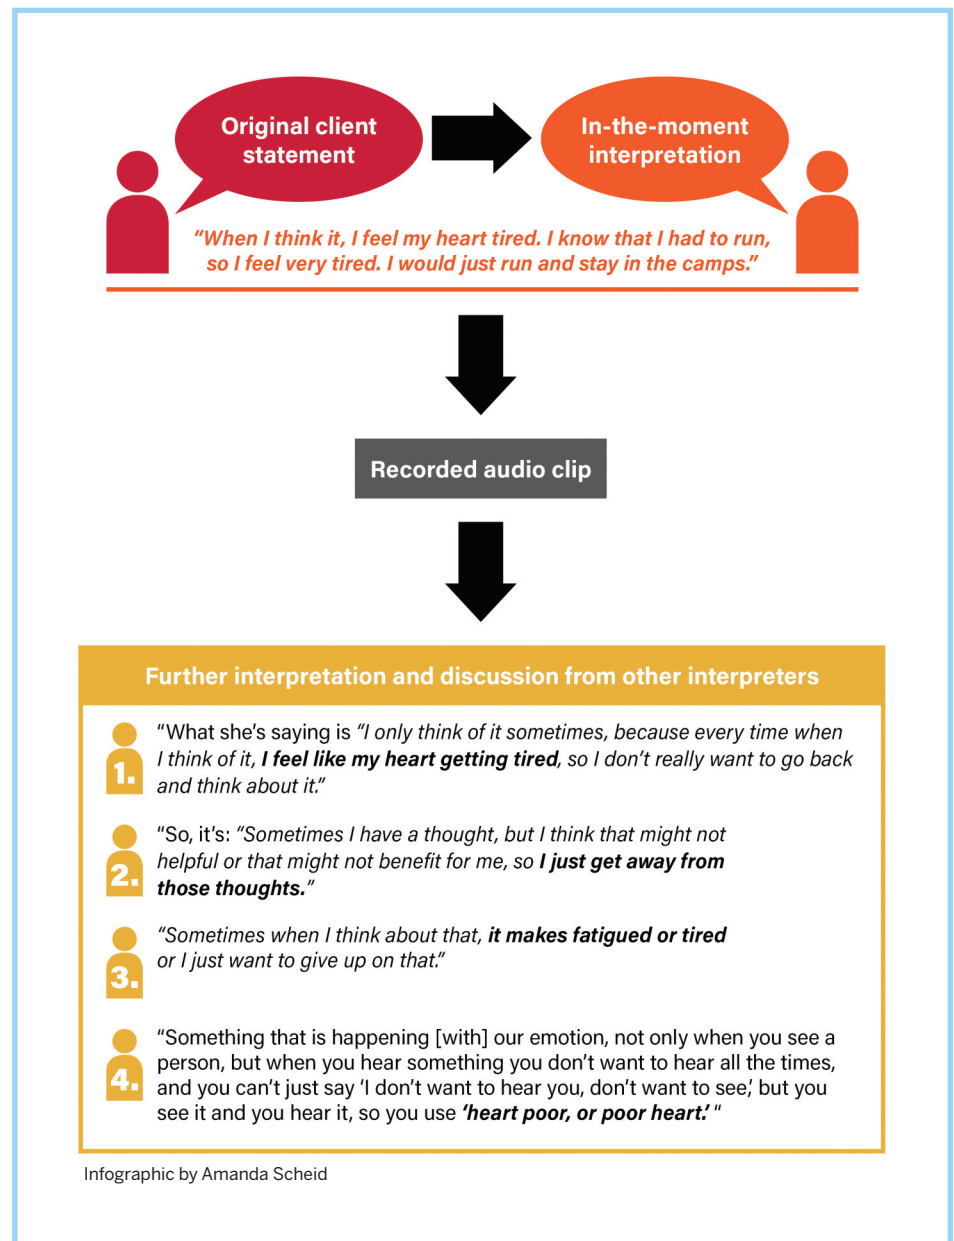 Original client
statement
In-the-moment
interpretation
“When I think it, I feel my heart tired. I know that I had to run,
so I feel very tired. I would just run and stay in the camps.”
Recorded audio clip
Further interpretation and discussion from other interpreters
1.
“What she’s saying is “I only think of it sometimes, because every time when
I think of it, I feel like my heart getting tired, so I don’t really want to go back
and think about it.”
2.
“So, it’s: “Sometimes I have a thought, but I think that might not
helpful or that might not benefit for me, so I just get away from
those thoughts.”
3.
“Sometimes when I think about that, it makes fatigued or tired
or I just want to give up on that.”
4.
“Something that is happening [with] our emotion, not only when you see a
person, but when you hear something you don’t want to hear all the times,
and you can’t just say ‘I don’t want to hear you, don’t want to see,’ but you
see it and you hear it, so you use ‘heart poor, or poor heart.’ “
Infographic by Amanda Scheid